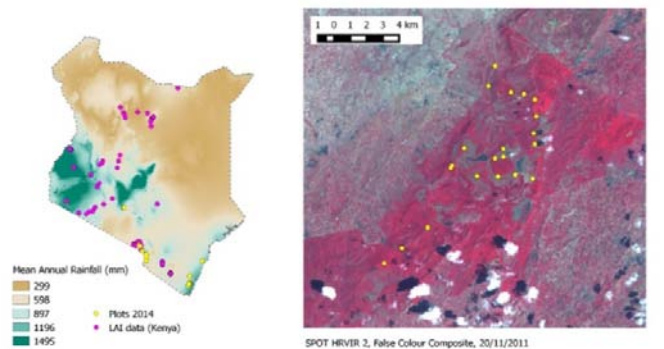 1 0 1 2 3 4 km
Mean Annual Rainfall (mm)
299
598
897
1196
1495
Plots 2014
LAI data (Kenya)
SPOT HRVIR 2, False Colour Composite, 20/11/2011